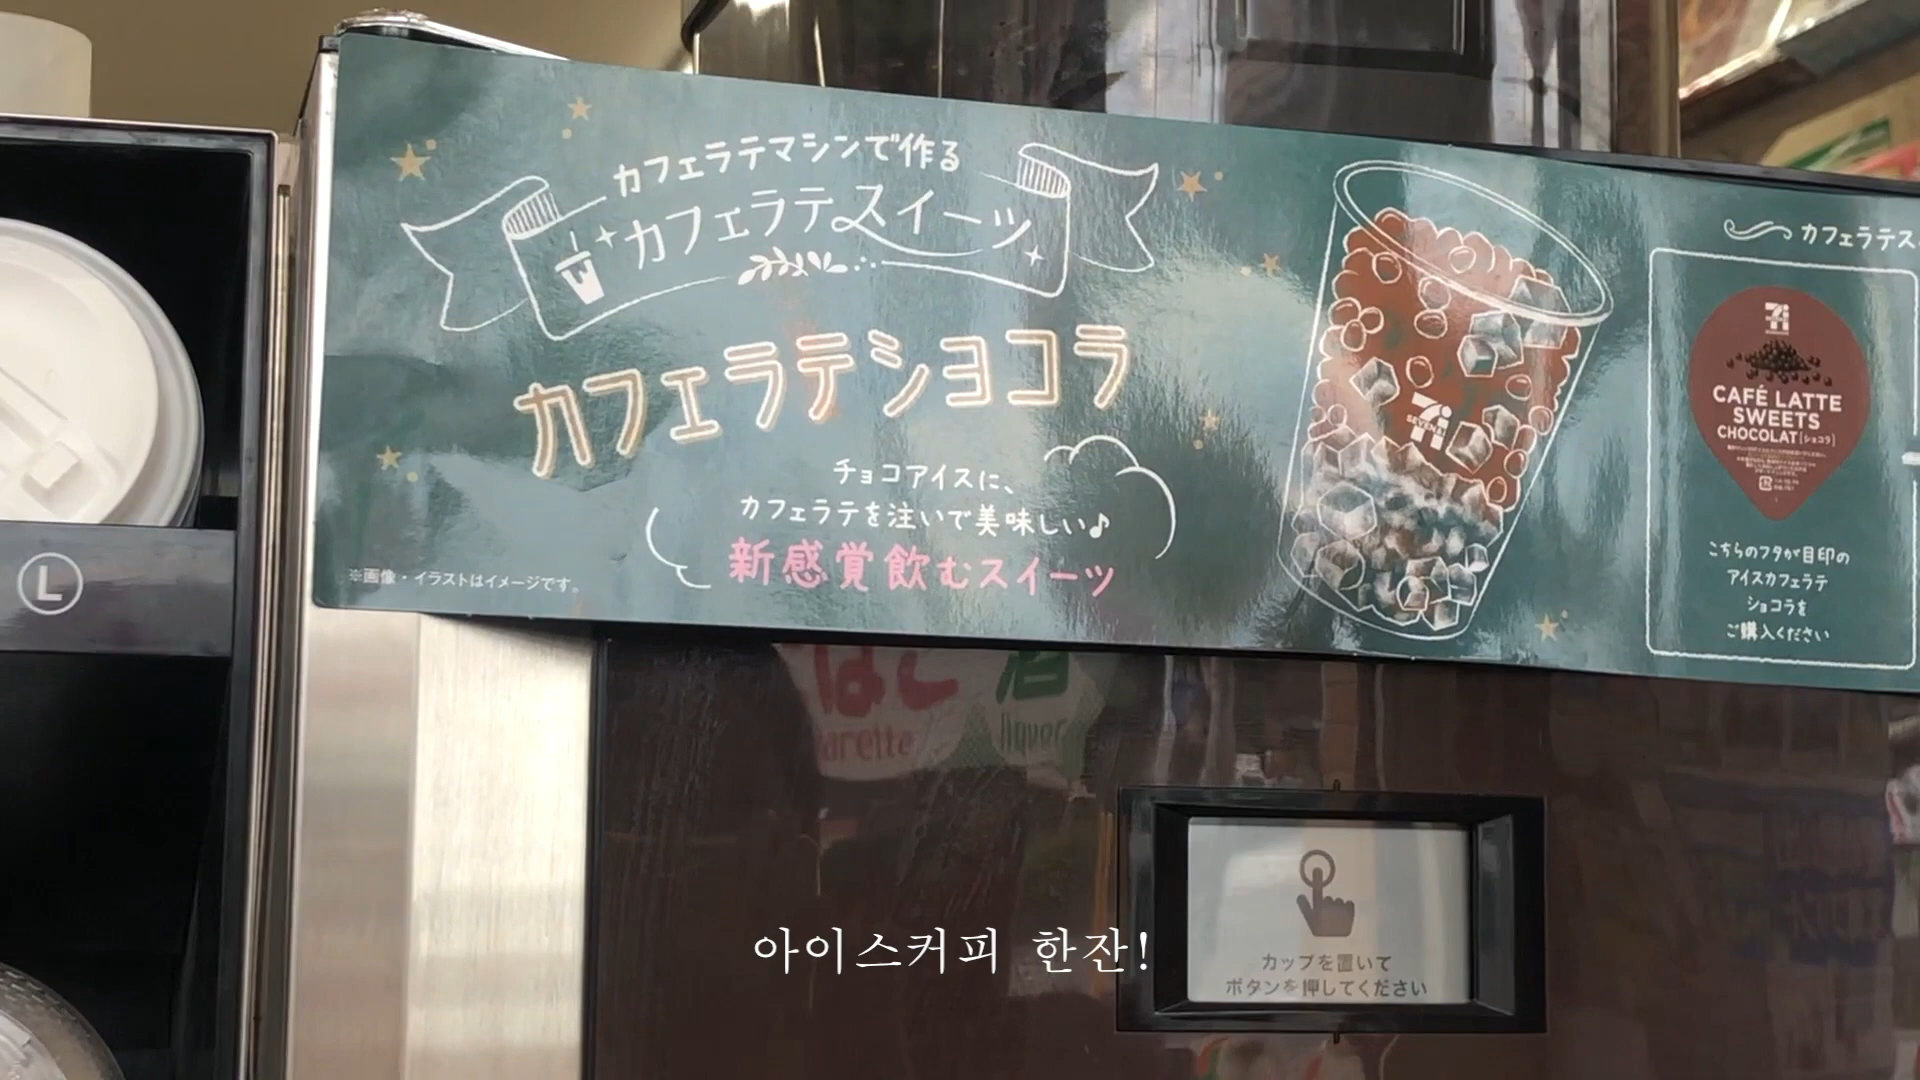 カフェラテマシンで作る
カフェラテスイーツ
カフェラテショコラ
チョコアイスに、
カフェラテを注いで美味しい♪
新感覚飲むスイーツ
※画像・イラストはイメージです。
SEVEN
カフェラテス
CAFÉ LATTE
SWEETS
CHOCOLAT[ショコラ]
こちらのフタが目印の
アイスカフェラテ
ショコラを
ご購入ください
L
ばこ 酒
arette liquor
カップを置いて
ボタンを押してください
아이스커피 한잔!